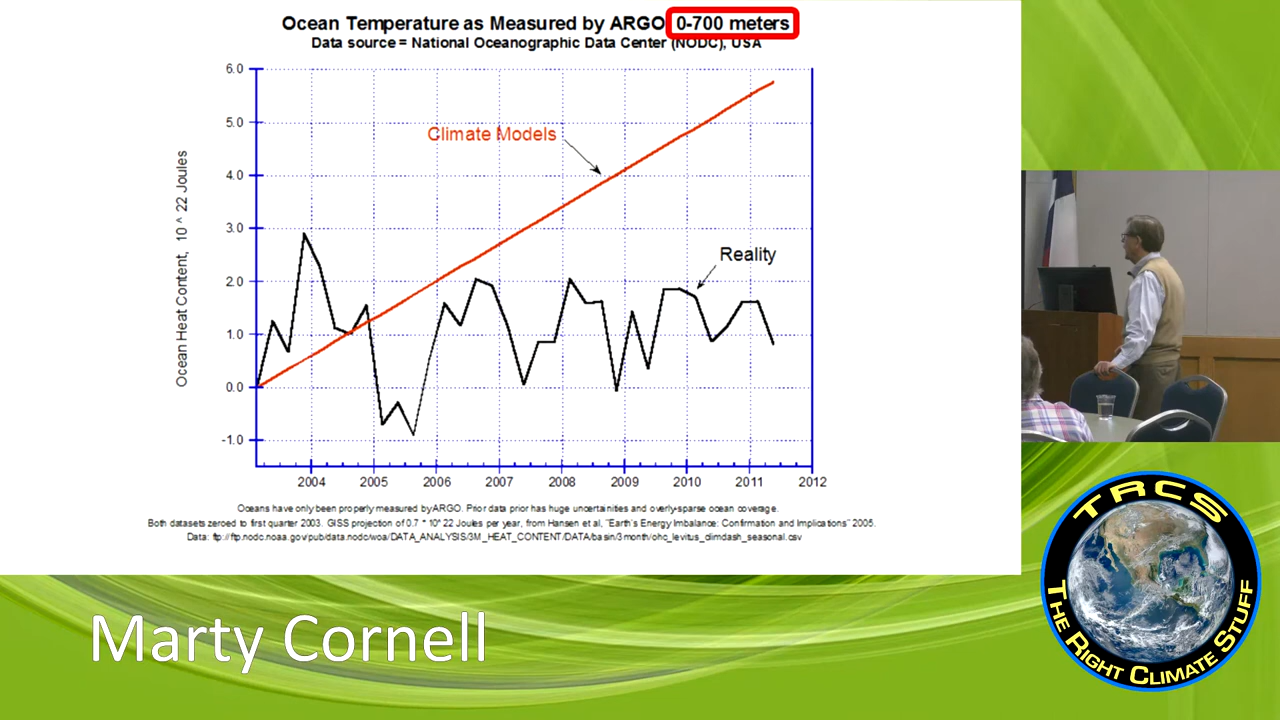 Ocean Temperature as Measured by ARGO 0-700 meters
Data source = National Oceanographic Data Center (NODC), USA
6.0
5.0
4.0
3.0
2.0
1.0
0.0
-1.0
Ocean Heat Content, 10 ^ 22 Joules
Climate Models
Reality
2004 2005 2006 2007 2008 2009 2010 2011 2012
Oceans have only been properly measured by ARGO. Prior data prior has huge uncertainities and overly-sparse ocean coverage.
Both datasets zeroed to first quarter 2003. GISS projection of 0.7 * 10^ 22 Joules per year, from Hansen et al, "Earth's Energy Imbalance: Confirmation and Implications" 2005.
Data: ftp://ftp.nodc.noaa.gov/pub/data.nodc/woa/DATA_ANALYSIS/3M_HEAT_CONTENT/DATA/basin/3month/ohc_levitus_climdash_seasonal.csv
Marty Cornell
TRCS
THE RIGHT CLIMATE STUFF